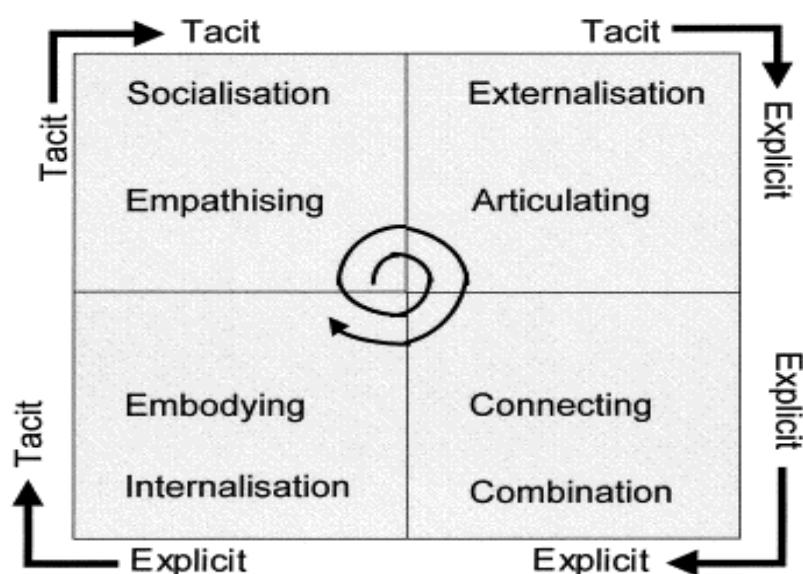 Tacit
Tacit
Tacit
Explicit
Socialisation
Externalisation
Empathising
Articulating
Embodying
Connecting
Internalisation
Combination
Tacit
Explicit
Explicit
Explicit